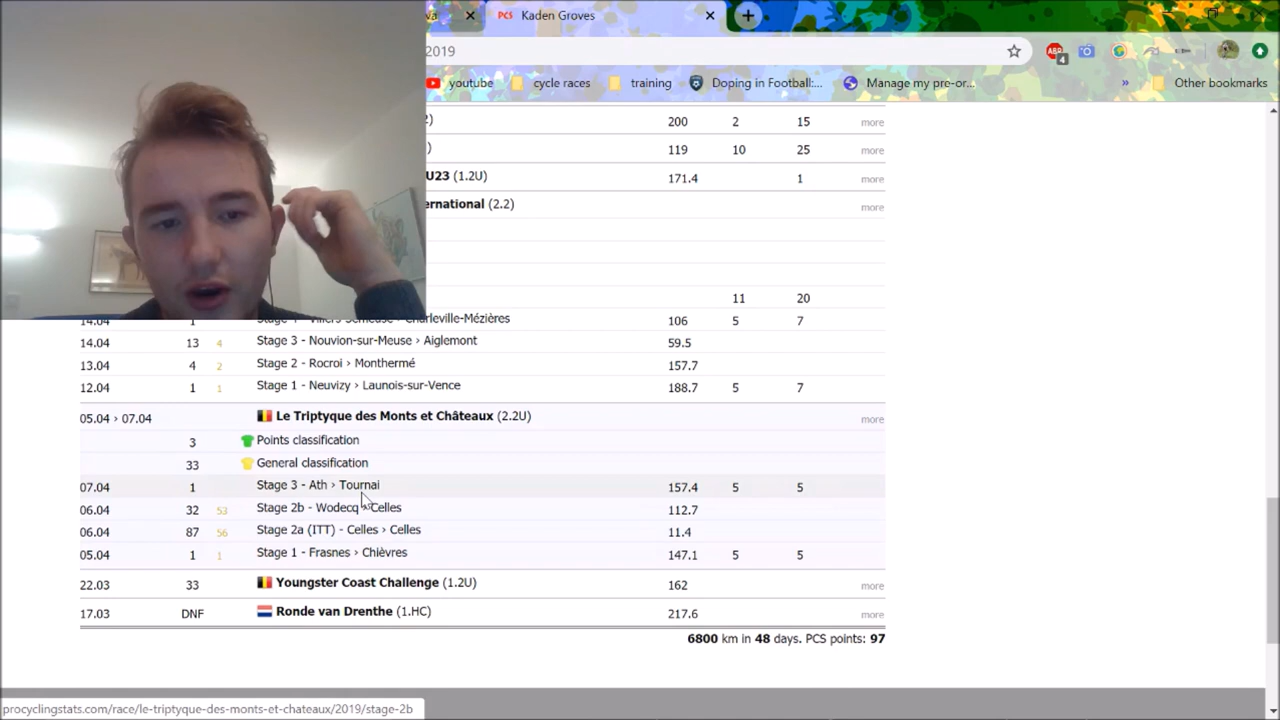 PCS Kaden Groves
2019
youtube cycle races training Doping in Football:... Manage my pre-or... » Other bookmarks
4
2) 200 2 15 more
) 119 10 25 more
U23 (1.2U) 171.4 1 more
ernational (2.2) more
11 20
14.04 1 Charleville-Mézières 106 5 7
14.04 13 4 Stage 3 - Nouvion-sur-Meuse › Aiglemont 59.5
13.04 4 2 Stage 2 - Rocroi › Monthermé 157.7
12.04 1 1 Stage 1 - Neuvizy › Launois-sur-Vence 188.7 5 7
05.04 › 07.04 Le Triptyque des Monts et Châteaux (2.2U) more
3 Points classification
33 General classification
07.04 1 Stage 3 - Ath › Tournai 157.4 5 5
06.04 32 53 Stage 2b - Wodecq › Celles 112.7
06.04 87 56 Stage 2a (ITT) - Celles › Celles 11.4
05.04 1 1 Stage 1 - Frasnes › Chièvres 147.1 5 5
22.03 33 Youngster Coast Challenge (1.2U) 162 more
17.03 DNF Ronde van Drenthe (1.HC) 217.6 more
6800 km in 48 days. PCS points: 97
procyclingstats.com/race/le-triptyque-des-monts-et-chateaux/2019/stage-2b